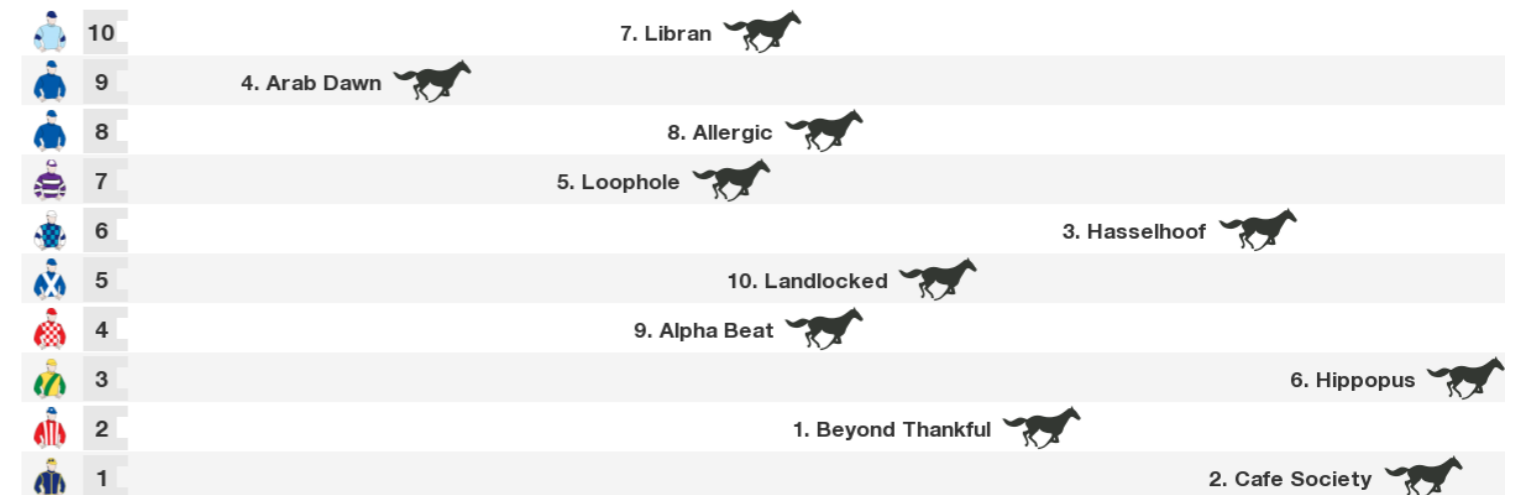 10 7. Libran
9 4. Arab Dawn
8 8. Allergic
7 5. Loophole
6 3. Hasselhoof
5 10. Landlocked
4 9. Alpha Beat
3 6. Hippopus
2 1. Beyond Thankful
1 2. Cafe Society